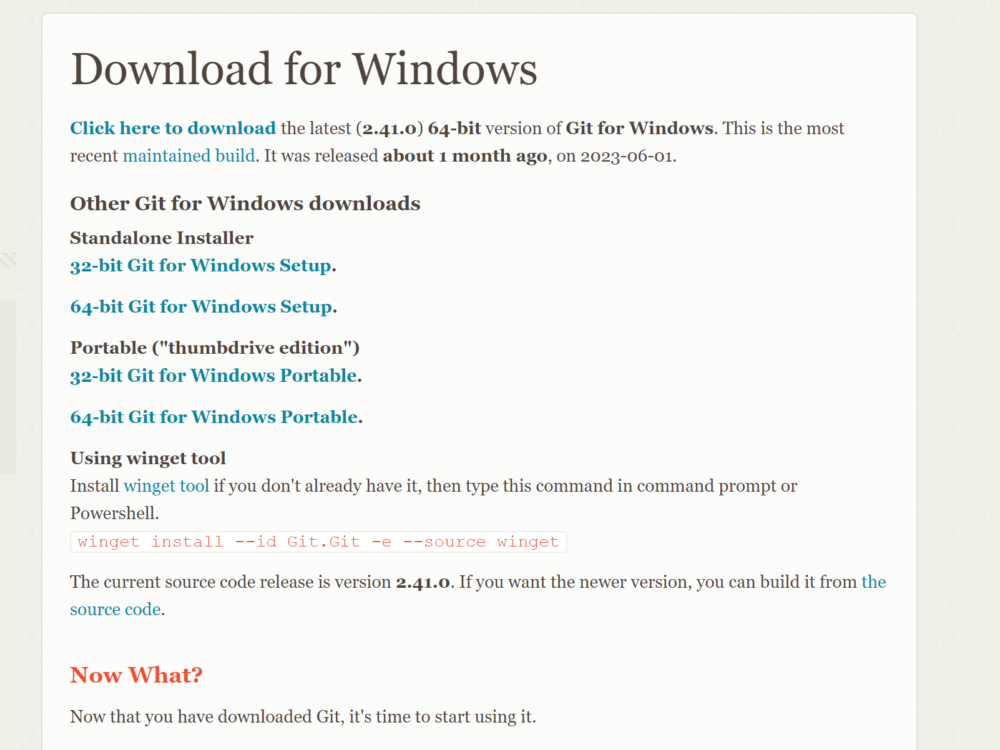 Download for Windows
Click here to download the latest (2.41.0) 64-bit version of Git for Windows. This is the most
recent maintained build. It was released about 1 month ago, on 2023-06-01.
Other Git for Windows downloads
Standalone Installer
32-bit Git for Windows Setup.
64-bit Git for Windows Setup.
Portable ("thumbdrive edition")
32-bit Git for Windows Portable.
64-bit Git for Windows Portable.
Using winget tool
Install winget tool if you don't already have it, then type this command in command prompt or
Powershell.
winget install --id Git.Git -e --source winget
The current source code release is version 2.41.0. If you want the newer version, you can build it from the
source code.
Now What?
Now that you have downloaded Git, it's time to start using it.